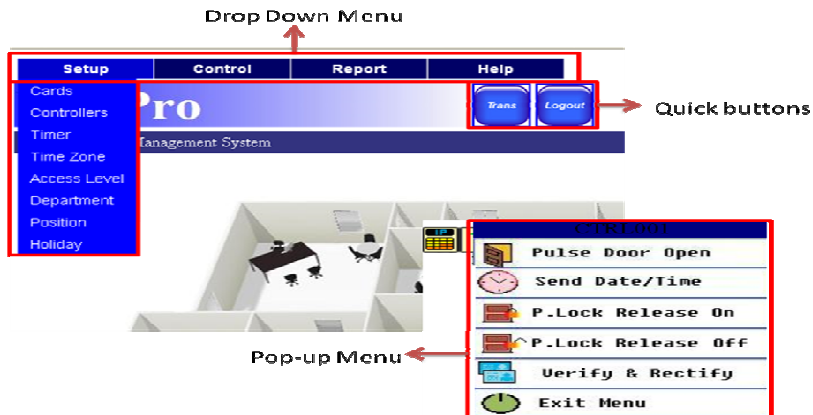 Drop Down Menu
Setup Control Report Help
Cards
Controllers
Timer
Time Zone
Access Level
Department
Position
Holiday
Pro
Management System
Trans Logout
Quick buttons
IP
CTRL001
Pulse Door Open
Send Date/Time
P.Lock Release On
P.Lock Release Off
Verify & Rectify
Exit Menu
Pop-up Menu